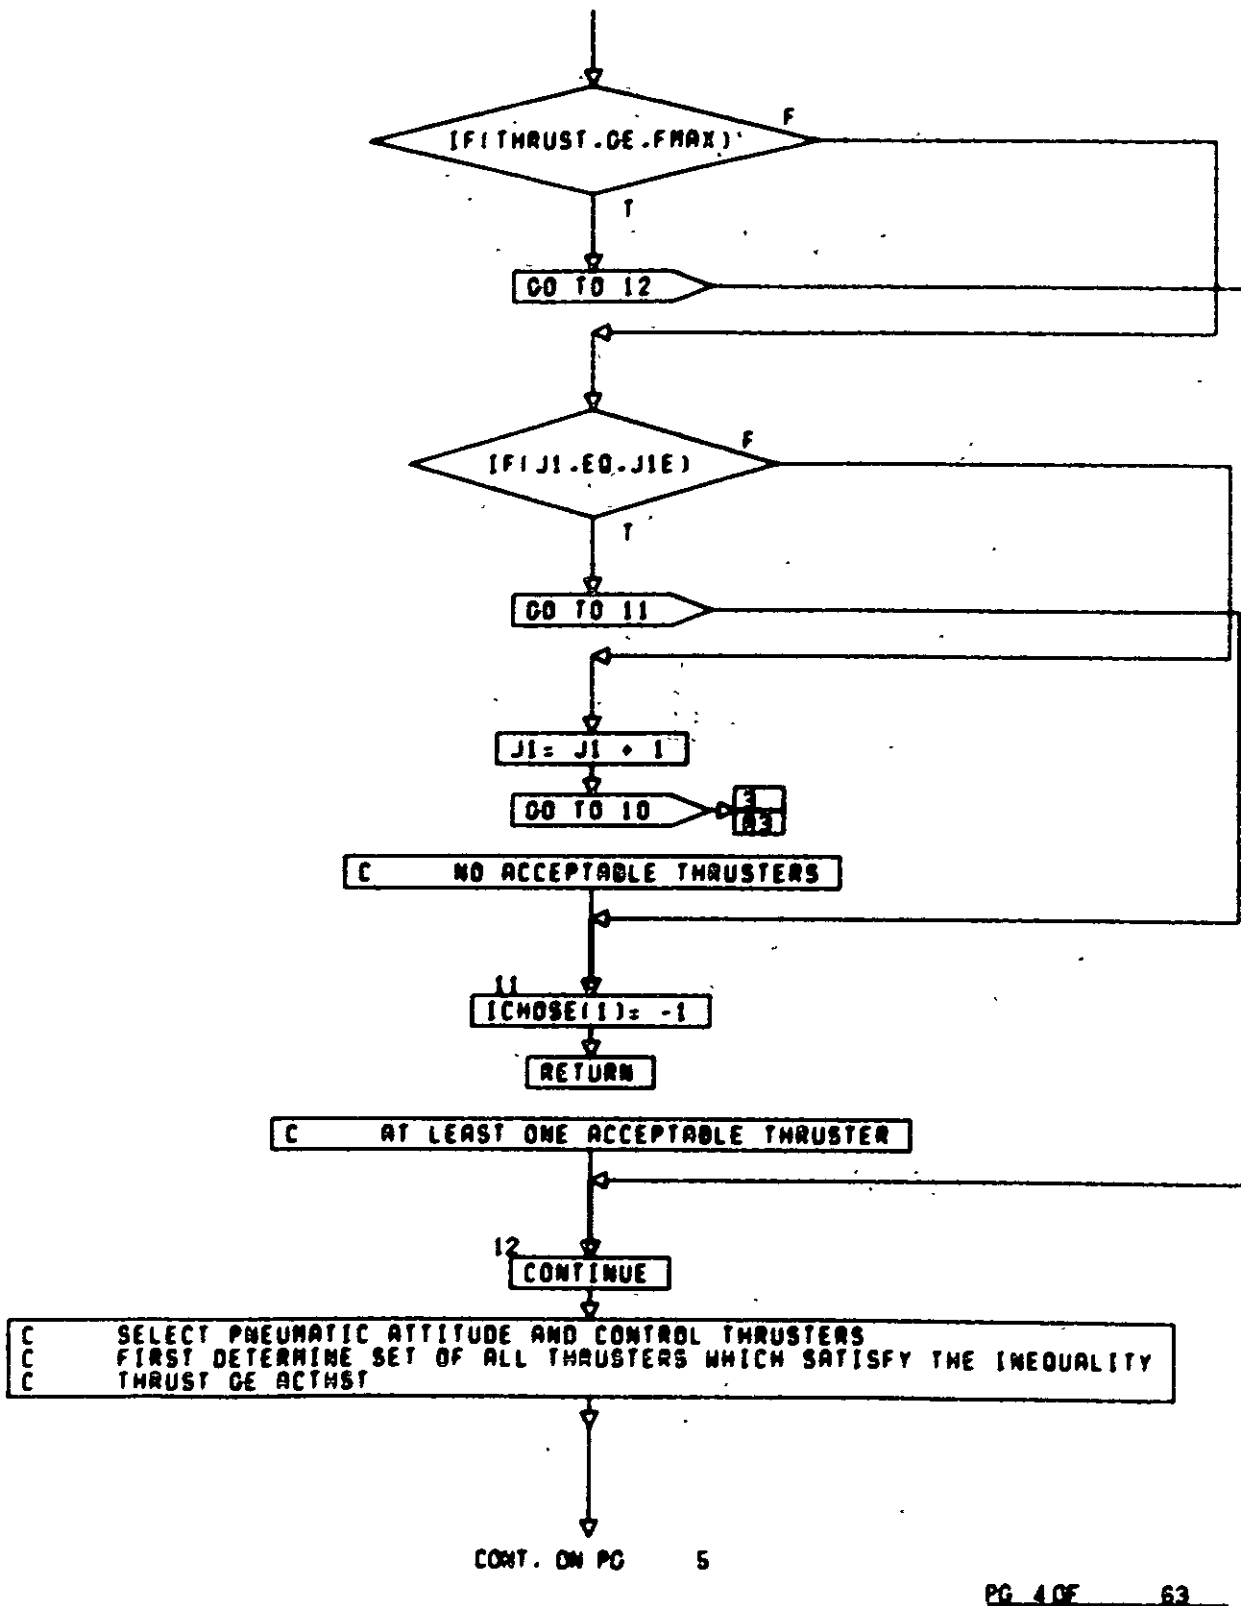 IF(THRUST.GE.FMAX)
F
T
GO TO 12
IF(J1.EQ.J1E)
F
T
GO TO 11
J1= J1 + 1
GO TO 10
3
C NO ACCEPTABLE THRUSTERS
11
ICHOSE(1)= -1
RETURN
C AT LEAST ONE ACCEPTABLE THRUSTER
12
CONTINUE
C SELECT PNEUMATIC ATTITUDE AND CONTROL THRUSTERS
C FIRST DETERMINE SET OF ALL THRUSTERS WHICH SATISFY THE INEQUALITY
C THRUST GE ACTHST
CONT. ON PG 5
PG 4 OF 63